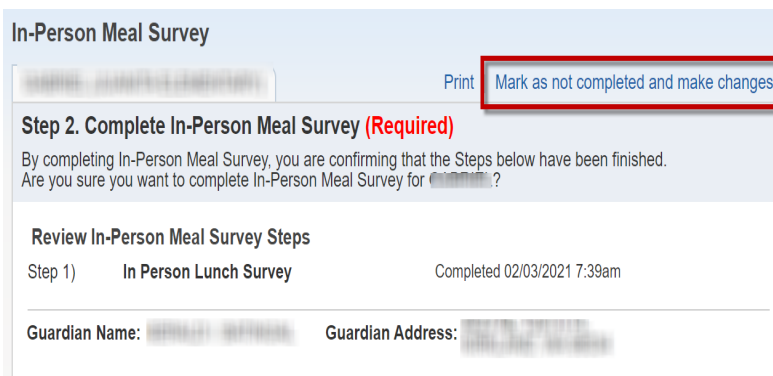 In-Person Meal Survey
Print Mark as not completed and make changes
Step 2. Complete In-Person Meal Survey (Required)
By completing In-Person Meal Survey, you are confirming that the Steps below have been finished.
Are you sure you want to complete In-Person Meal Survey for ?
Review In-Person Meal Survey Steps
Step 1) In Person Lunch Survey Completed 02/03/2021 7:39am
Guardian Name: Guardian Address: